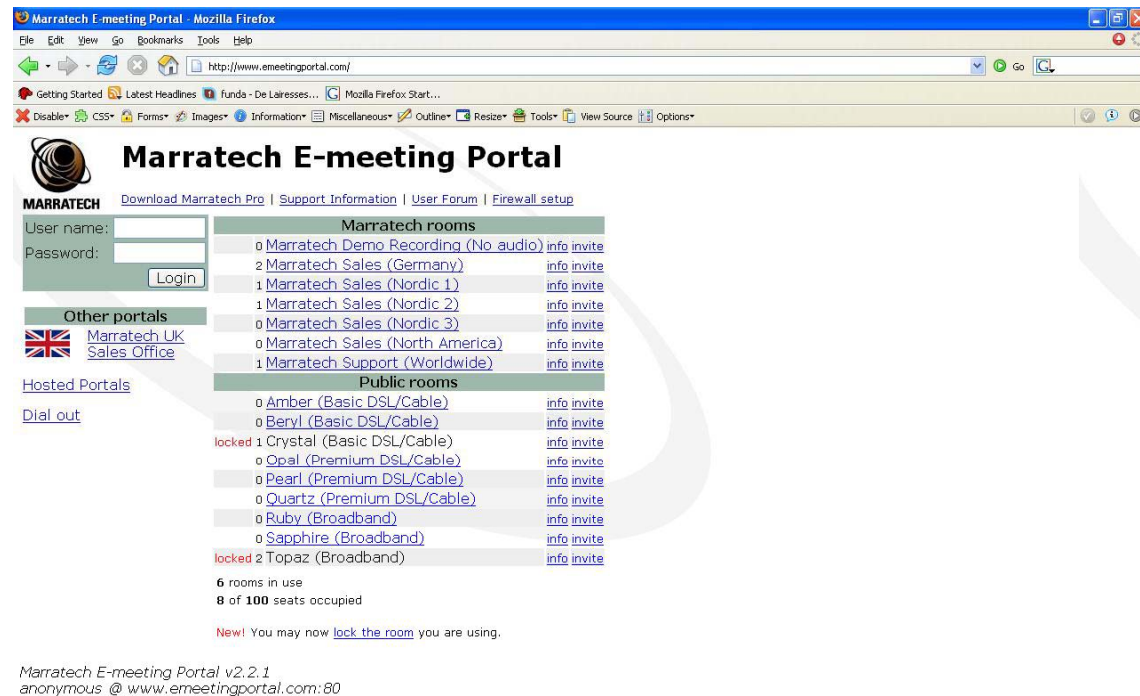 Marratech E-meeting Portal - Mozilla Firefox
File Edit View Go Bookmarks Tools Help
http://www.emeetingportal.com/ Go G
Getting Started Latest Headlines funda - De Lairesses... Mozilla Firefox Start...
Disable CSS Forms Images Information Miscellaneous Outline Resize Tools View Source Options
Marratech E-meeting Portal
MARRATECH
Download Marratech Pro | Support Information | User Forum | Firewall setup
User name:
Password:
Login
Other portals
Marratech UK
Sales Office
Hosted Portals
Dial out
Marratech rooms
0 Marratech Demo Recording (No audio) info invite
2 Marratech Sales (Germany) info invite
1 Marratech Sales (Nordic 1) info invite
1 Marratech Sales (Nordic 2) info invite
0 Marratech Sales (Nordic 3) info invite
0 Marratech Sales (North America) info invite
1 Marratech Support (Worldwide) info invite
Public rooms
0 Amber (Basic DSL/Cable) info invite
0 Beryl (Basic DSL/Cable) info invite
locked 1 Crystal (Basic DSL/Cable) info invite
0 Opal (Premium DSL/Cable) info invite
0 Pearl (Premium DSL/Cable) info invite
0 Quartz (Premium DSL/Cable) info invite
0 Ruby (Broadband) info invite
0 Sapphire (Broadband) info invite
locked 2 Topaz (Broadband) info invite
6 rooms in use
8 of 100 seats occupied
New! You may now lock the room you are using.
Marratech E-meeting Portal v2.2.1
anonymous @ www.emeetingportal.com:80